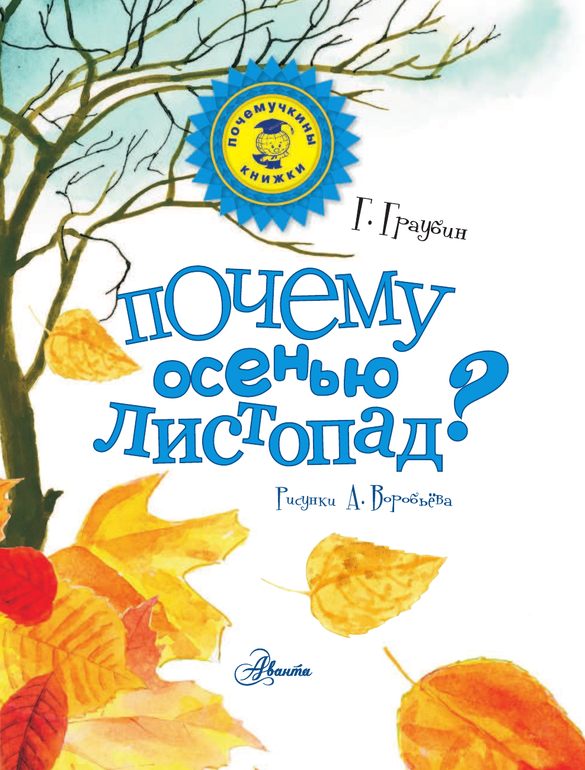 почемучкины
книжки
Г. Граубин
почему
осенью
листопад?
Рисунки А. Воробьёва
Аванта